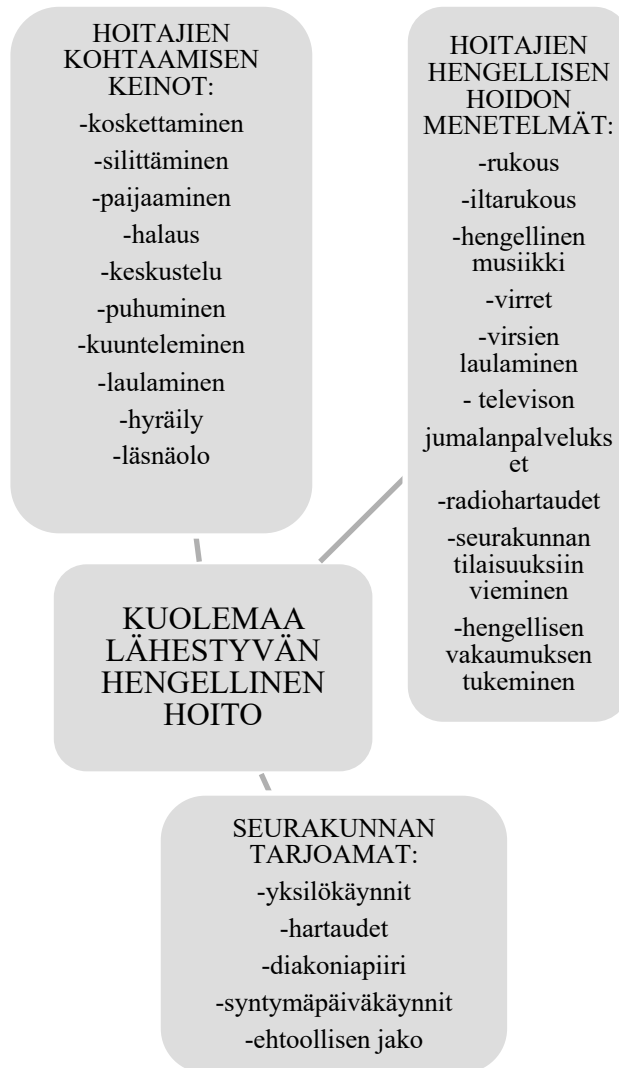 HOITAJIEN
KOHTAAMISEN
KEINOT:
-koskettaminen
-silittäminen
-paijaaminen
-halaus
-keskustelu
-puhuminen
-kuunteleminen
-laulaminen
-hyräily
-läsnäolo
HOITAJIEN
HENGELLISEN
HOIDON
MENETELMÄT:
-rukous
-iltarukous
-hengellinen
musiikki
-virret
-virsien
laulaminen
- televison
jumalanpalveluks
et
-radiohartaudet
-seurakunnan
tilaisuuksiin
vieminen
-hengellisen
vakaumuksen
tukeminen
KUOLEMAA
LÄHESTYVÄN
HENGELLINEN
HOITO
SEURAKUNNAN
TARJOAMAT:
-yksilökäynnit
-hartaudet
-diakoniapiiri
-syntymäpäiväkäynnit
-ehtoollisen jako